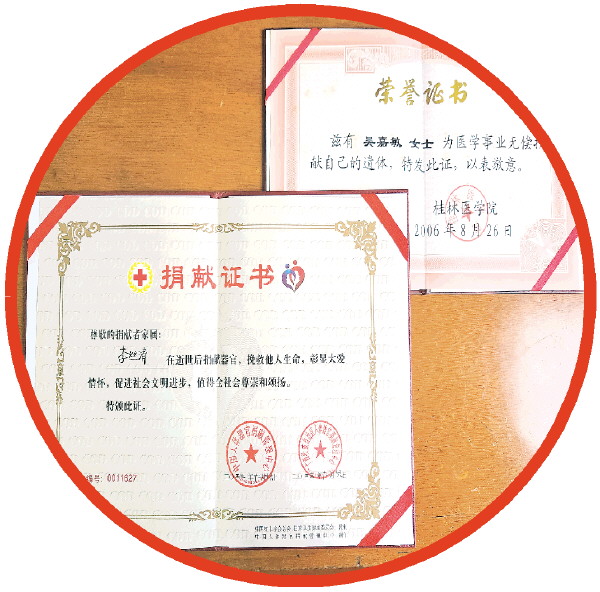 荣誉证书
兹有 吴嘉敏 女士 为医学事业无偿
献自己的遗体，特发此证，以表敬意。
桂林医学院
2006 年 8 月 26 日
捐献证书
尊敬的捐献者家属：
在逝世后捐献器官，挽救他人生命，彰显大爱
情怀，促进社会文明进步，值得全社会尊崇和颂扬。
特颁此证。
编号：0011627